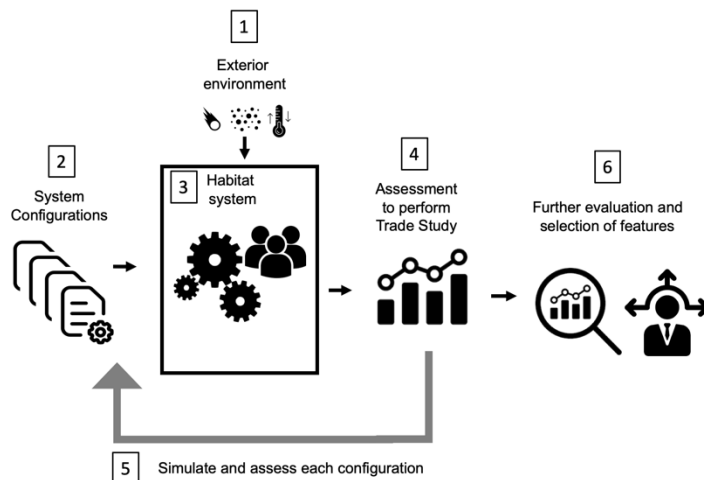 1
Exterior
environment
2
System
Configurations
3
Habitat
system
4
Assessment
to perform
Trade Study
6
Further evaluation and
selection of features
5
Simulate and assess each configuration